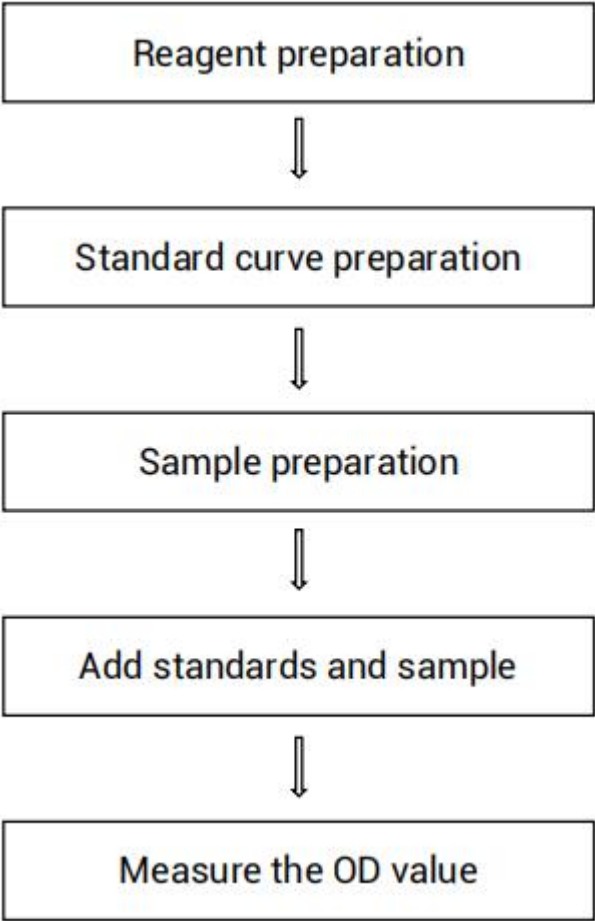 Reagent preparation
Standard curve preparation
Sample preparation
Add standards and sample
Measure the OD value